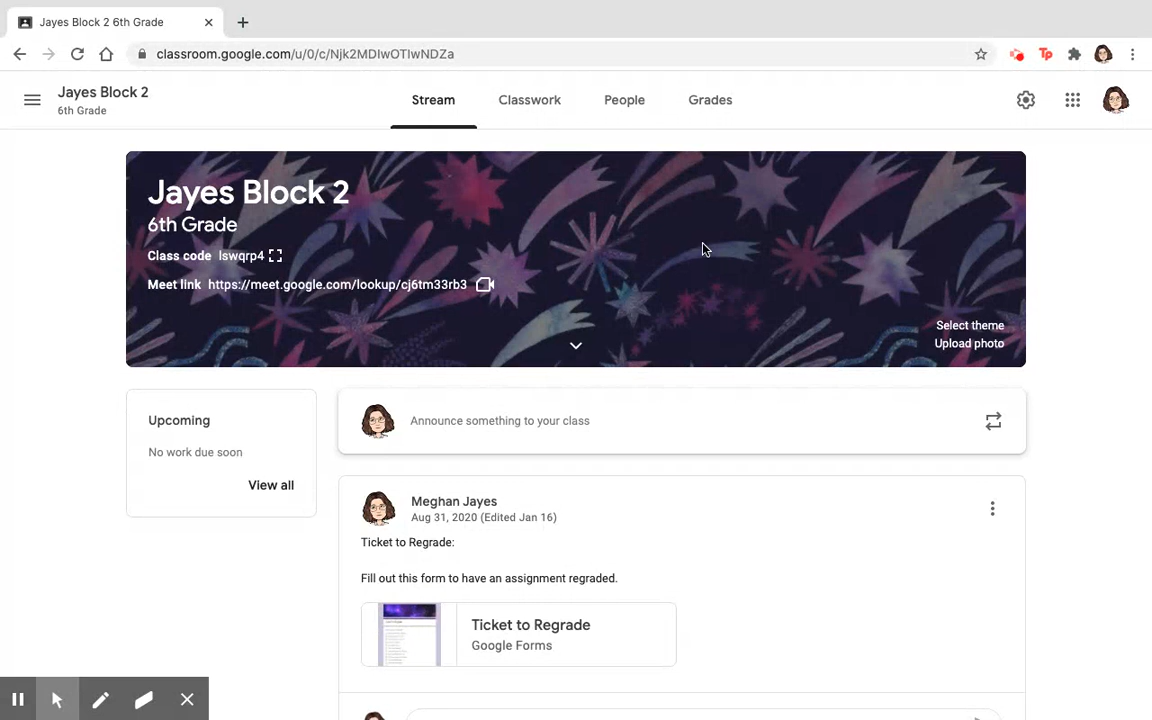 Jayes Block 2 6th Grade
classroom.google.com/u/0/c/Njk2MDIwOTIwNDZa
Tp
Jayes Block 2
6th Grade
Stream
Classwork
People
Grades
Jayes Block 2
6th Grade
Class code lswqrp4
Meet link https://meet.google.com/lookup/cj6tm33rb3
Select theme
Upload photo
Upcoming
No work due soon
View all
Announce something to your class
Meghan Jayes
Aug 31, 2020 (Edited Jan 16)
Ticket to Regrade:
Fill out this form to have an assignment regraded.
Ticket to Regrade
Google Forms